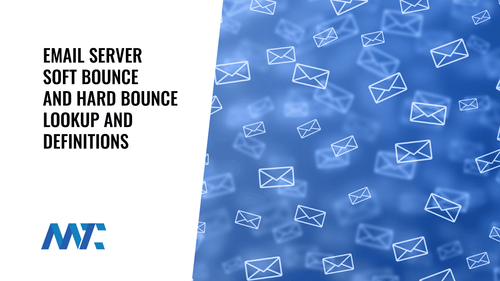 EMAIL SERVER
SOFT BOUNCE
AND HARD BOUNCE
LOOKUP AND
DEFINITIONS